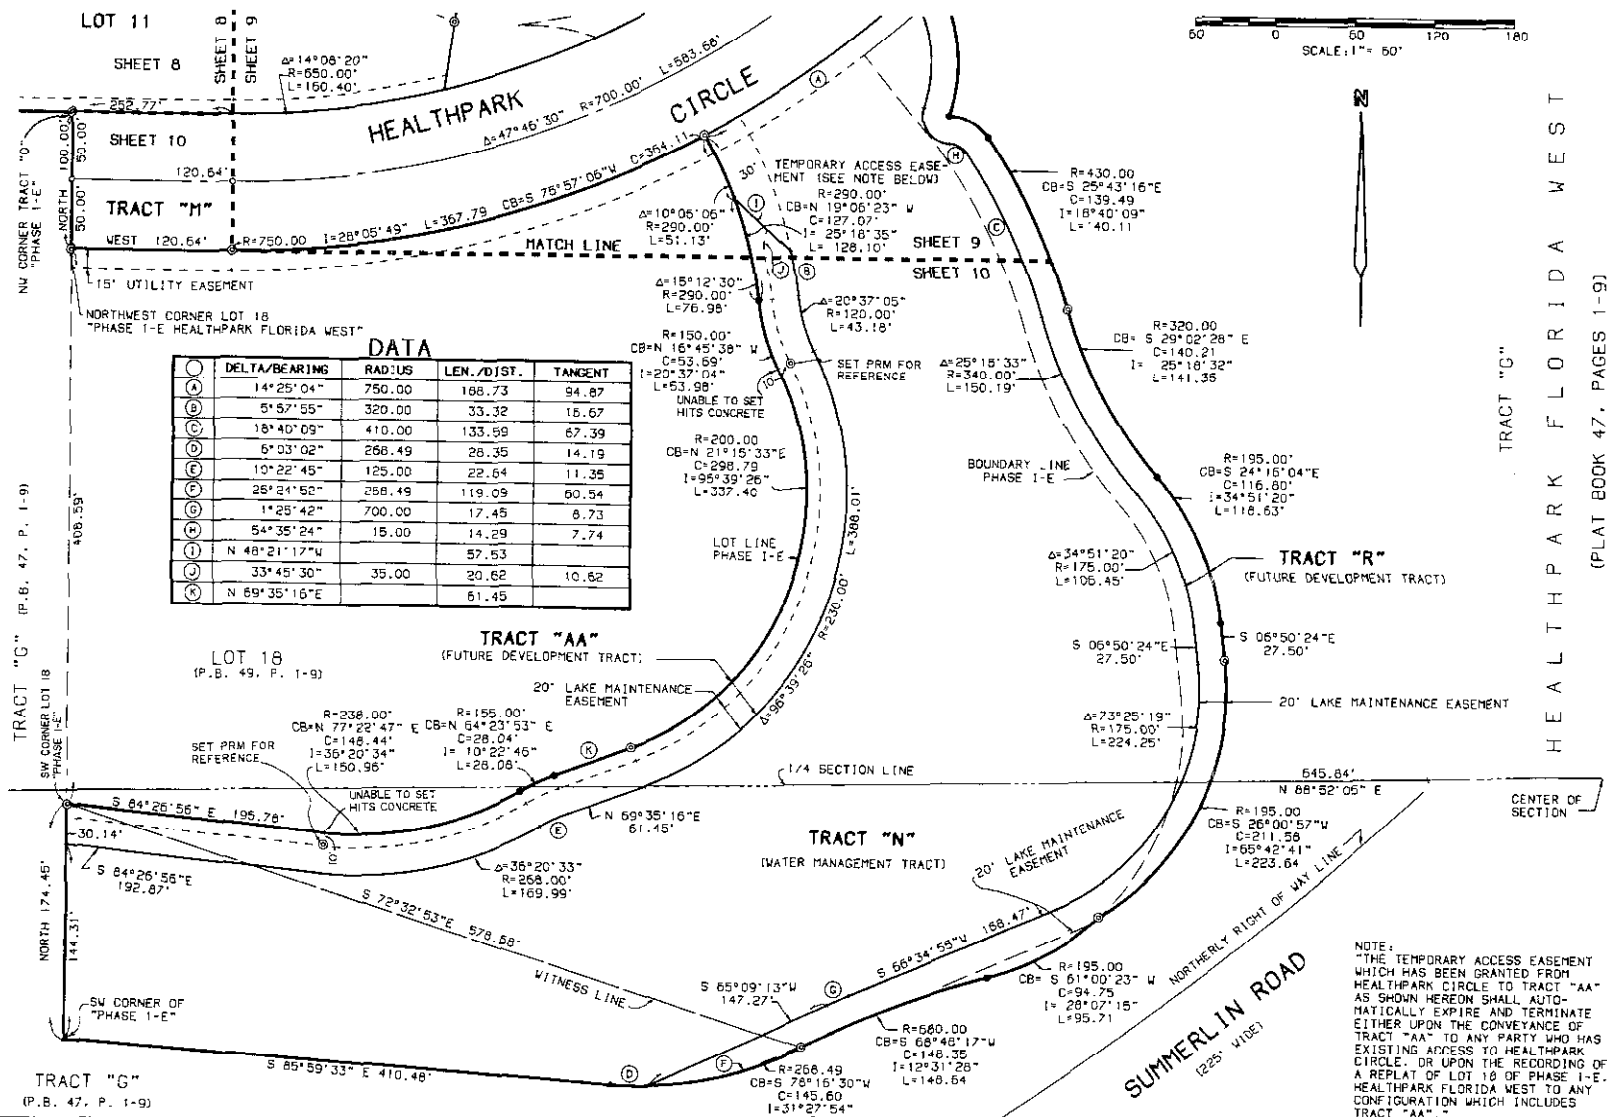 LOT 11
SHEET 8
SHEET 8
SHEET 9
Δ=14°08'20"
R=650.00'
L=160.40'
252.77'
SHEET 10
NORTH 100.00'
50.00'
50.00'
120.64'
TRACT "M"
WEST 120.64'
NW CORNER TRACT "O"
"PHASE 1-E"
HEALTHPARK CIRCLE
Δ=47°46'30" R=700.00' L=583.68'
R=750.00 I=28°05'49" L=367.79 CB=S 75°57'06"W C=364.11
MATCH LINE
SHEET 9
SHEET 10
15' UTILITY EASEMENT
NORTHWEST CORNER LOT 18
"PHASE 1-E HEALTHPARK FLORIDA WEST"
60 0 60 120 180
SCALE: 1"= 60'
N
A
30'
TEMPORARY ACCESS EASE-
MENT (SEE NOTE BELOW)
R=290.00'
CB=N 19°06'23" W
C=127.07'
I= 25°18'35"
L= 128.10'
I
Δ=10°05'06"
R=290.00'
L=51.13'
J
B
H
C
R=430.00
CB=S 25°43'16"E
C=139.49
I=18°40'09"
L=140.11
Δ=15°12'30"
R=290.00'
L=76.98'
Δ=20°37'05"
R=120.00'
L=43.18'
R=150.00'
CB=N 16°45'38" W
C=53.69'
I=20°37'04"
L=53.98'
SET PRM FOR
REFERENCE
10'
UNABLE TO SET
HITS CONCRETE
R=320.00
CB= S 29°02'28" E
C=140.21
I= 25°18'32"
L=141.35
Δ=25°18'33"
R=340.00'
L=150.19'
DATA
DELTA/BEARING RADIUS LEN./DIST. TANGENT
A 14°25'04" 750.00 188.73 94.87
B 5°57'55" 320.00 33.32 16.67
C 18°40'09" 410.00 133.59 67.39
D 6°03'02" 268.49 28.35 14.19
E 10°22'45" 125.00 22.64 11.35
F 25°24'52" 268.49 119.09 60.54
G 1°25'42" 700.00 17.45 8.73
H 54°35'24" 15.00 14.29 7.74
I N 48°21'17"W 57.53
J 33°45'30" 35.00 20.62 10.62
K N 69°35'16"E 61.45
R=200.00
CB=N 21°15'33"E
C=298.79
I=96°39'26"
L=337.40
LOT LINE
PHASE 1-E
BOUNDARY LINE
PHASE 1-E
R=195.00'
CB=S 24°16'04"E
C=116.80'
I=34°51'20"
L=118.63'
Δ=34°51'20"
R=175.00'
L=106.45'
TRACT "R"
(FUTURE DEVELOPMENT TRACT)
TRACT "G"
HEALTHPARK FLORIDA WEST
(PLAT BOOK 47, PAGES 1-9)
TRACT "G" (P.B. 47, P. 1-9)
408.59'
Δ=96°39'26" R=230.00' L=388.01'
LOT 18
(P.B. 49, P. 1-9)
TRACT "AA"
(FUTURE DEVELOPMENT TRACT)
20' LAKE MAINTENANCE
EASEMENT
S 06°50'24"E
27.50'
S 06°50'24"E
27.50'
20' LAKE MAINTENANCE EASEMENT
Δ=73°25'19"
R=175.00'
L=224.25'
SW CORNER LOT 18
"PHASE 1-E"
SET PRM FOR
REFERENCE
R=238.00'
CB=N 77°22'47" E
C=148.44'
I=36°20'34"
L=150.96'
R=155.00'
CB=N 64°23'53" E
C=28.04'
I= 10°22'46"
L=28.08'
K
UNABLE TO SET
HITS CONCRETE
10'
1/4 SECTION LINE
645.84'
N 88°52'05" E
CENTER OF
SECTION
S 84°26'56" E 195.78'
30.14'
S 84°26'56"E
192.87'
N 69°35'16"E
61.45'
E
Δ=36°20'33"
R=268.00'
L=169.99'
TRACT "N"
(WATER MANAGEMENT TRACT)
20' LAKE MAINTENANCE
EASEMENT
R=195.00
CB=S 26°00'57"W
C=211.58
I=65°42'41"
L=223.64
NORTHERLY RIGHT OF WAY LINE
SUMMERLIN ROAD
(225' WIDE)
NORTH 174.45'
144.31'
S 72°32'53"E 578.68'
WITNESS LINE
S 66°34'55"W 168.47'
S 65°09'13"W
147.27'
G
R=195.00
CB= S 61°00'23" W
C=94.75
I= 28°07'15"
L=95.71
SW CORNER OF
"PHASE 1-E"
R=680.00
CB=S 68°48'17"W
C=148.35
I=12°31'28"
L=148.64
S 85°59'33" E 410.48'
D
F
R=268.49
CB=S 78°16'30"W
C=145.60
I=31°27'54"
TRACT "G"
(P.B. 47, P. 1-9)
NOTE:
"THE TEMPORARY ACCESS EASEMENT
WHICH HAS BEEN GRANTED FROM
HEALTHPARK CIRCLE TO TRACT "AA"
AS SHOWN HEREON SHALL AUTO-
MATICALLY EXPIRE AND TERMINATE
EITHER UPON THE CONVEYANCE OF
TRACT "AA" TO ANY PARTY WHO HAS
EXISTING ACCESS TO HEALTHPARK
CIRCLE, OR UPON THE RECORDING OF
A REPLAT OF LOT 18 OF PHASE 1-E,
HEALTHPARK FLORIDA WEST TO ANY
CONFIGURATION WHICH INCLUDES
TRACT "AA"."